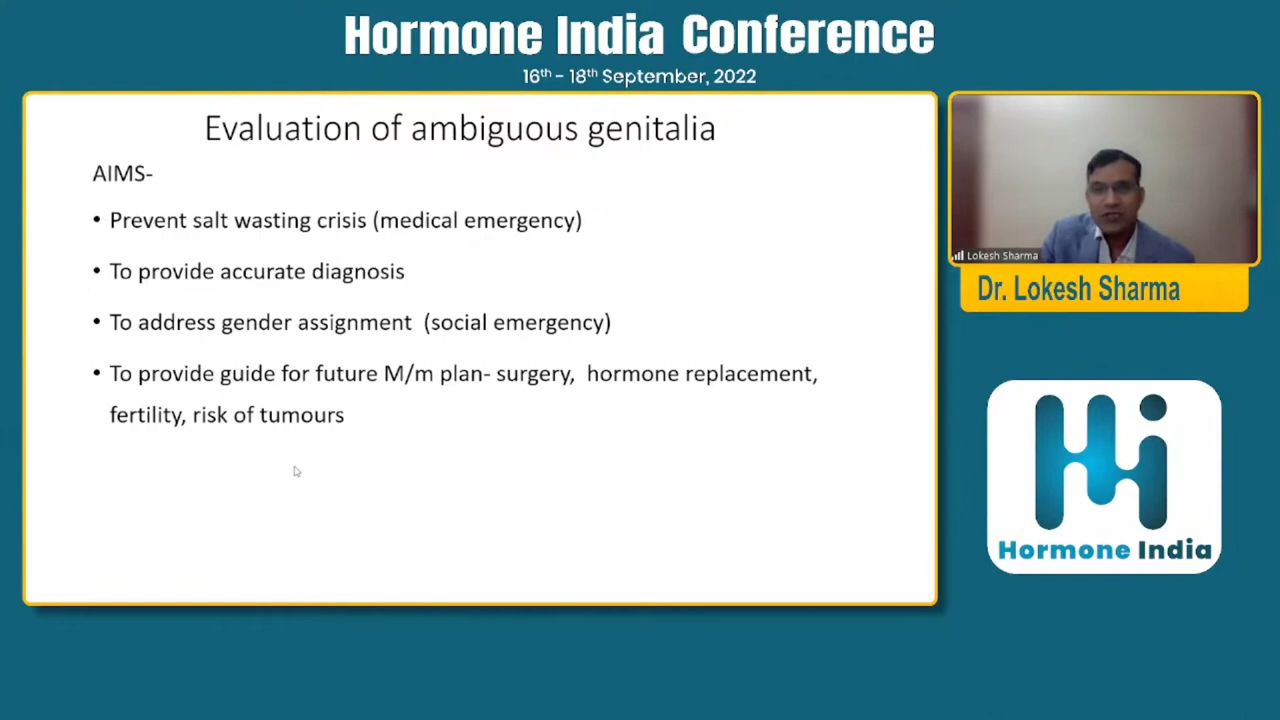 Hormone India Conference
16th - 18th September, 2022
Evaluation of ambiguous genitalia
AIMS-
• Prevent salt wasting crisis (medical emergency)
• To provide accurate diagnosis
• To address gender assignment (social emergency)
• To provide guide for future M/m plan- surgery, hormone replacement,
fertility, risk of tumours
Lokesh Sharma
Dr. Lokesh Sharma
Hi
Hormone India